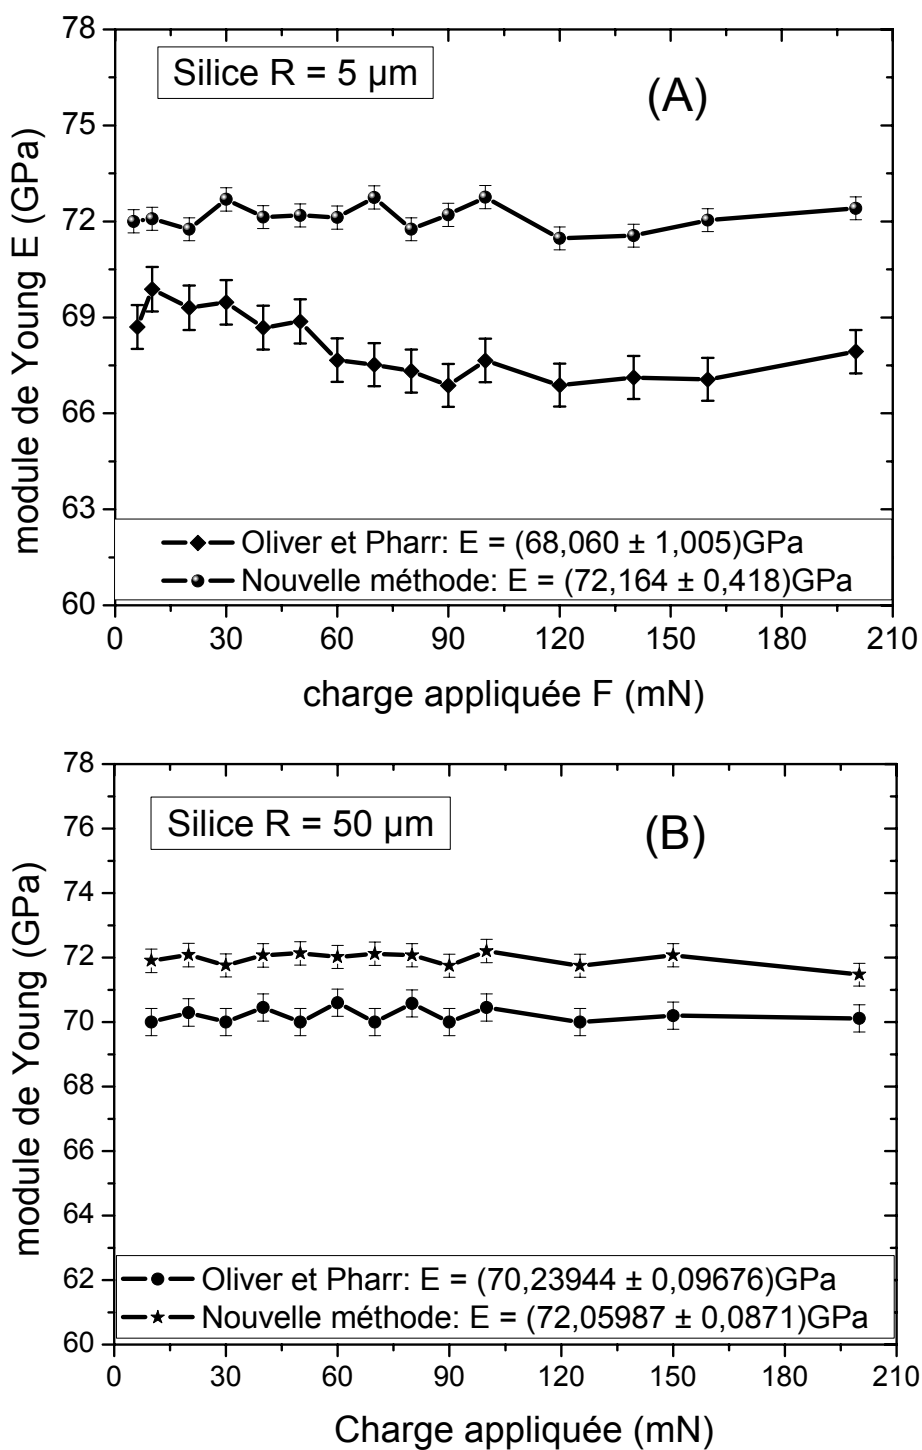 78
75
72
69
66
63
60
module de Young E (GPa)
Silice R = 5 μm
(A)
Oliver et Pharr: E = (68,060 ± 1,005)GPa
Nouvelle méthode: E = (72,164 ± 0,418)GPa
0 30 60 90 120 150 180 210
charge appliquée F (mN)
78
76
74
72
70
68
66
64
62
60
module de Young (GPa)
Silice R = 50 μm
(B)
Oliver et Pharr: E = (70,23944 ± 0,09676)GPa
Nouvelle méthode: E = (72,05987 ± 0,0871)GPa
0 30 60 90 120 150 180 210
Charge appliquée (mN)